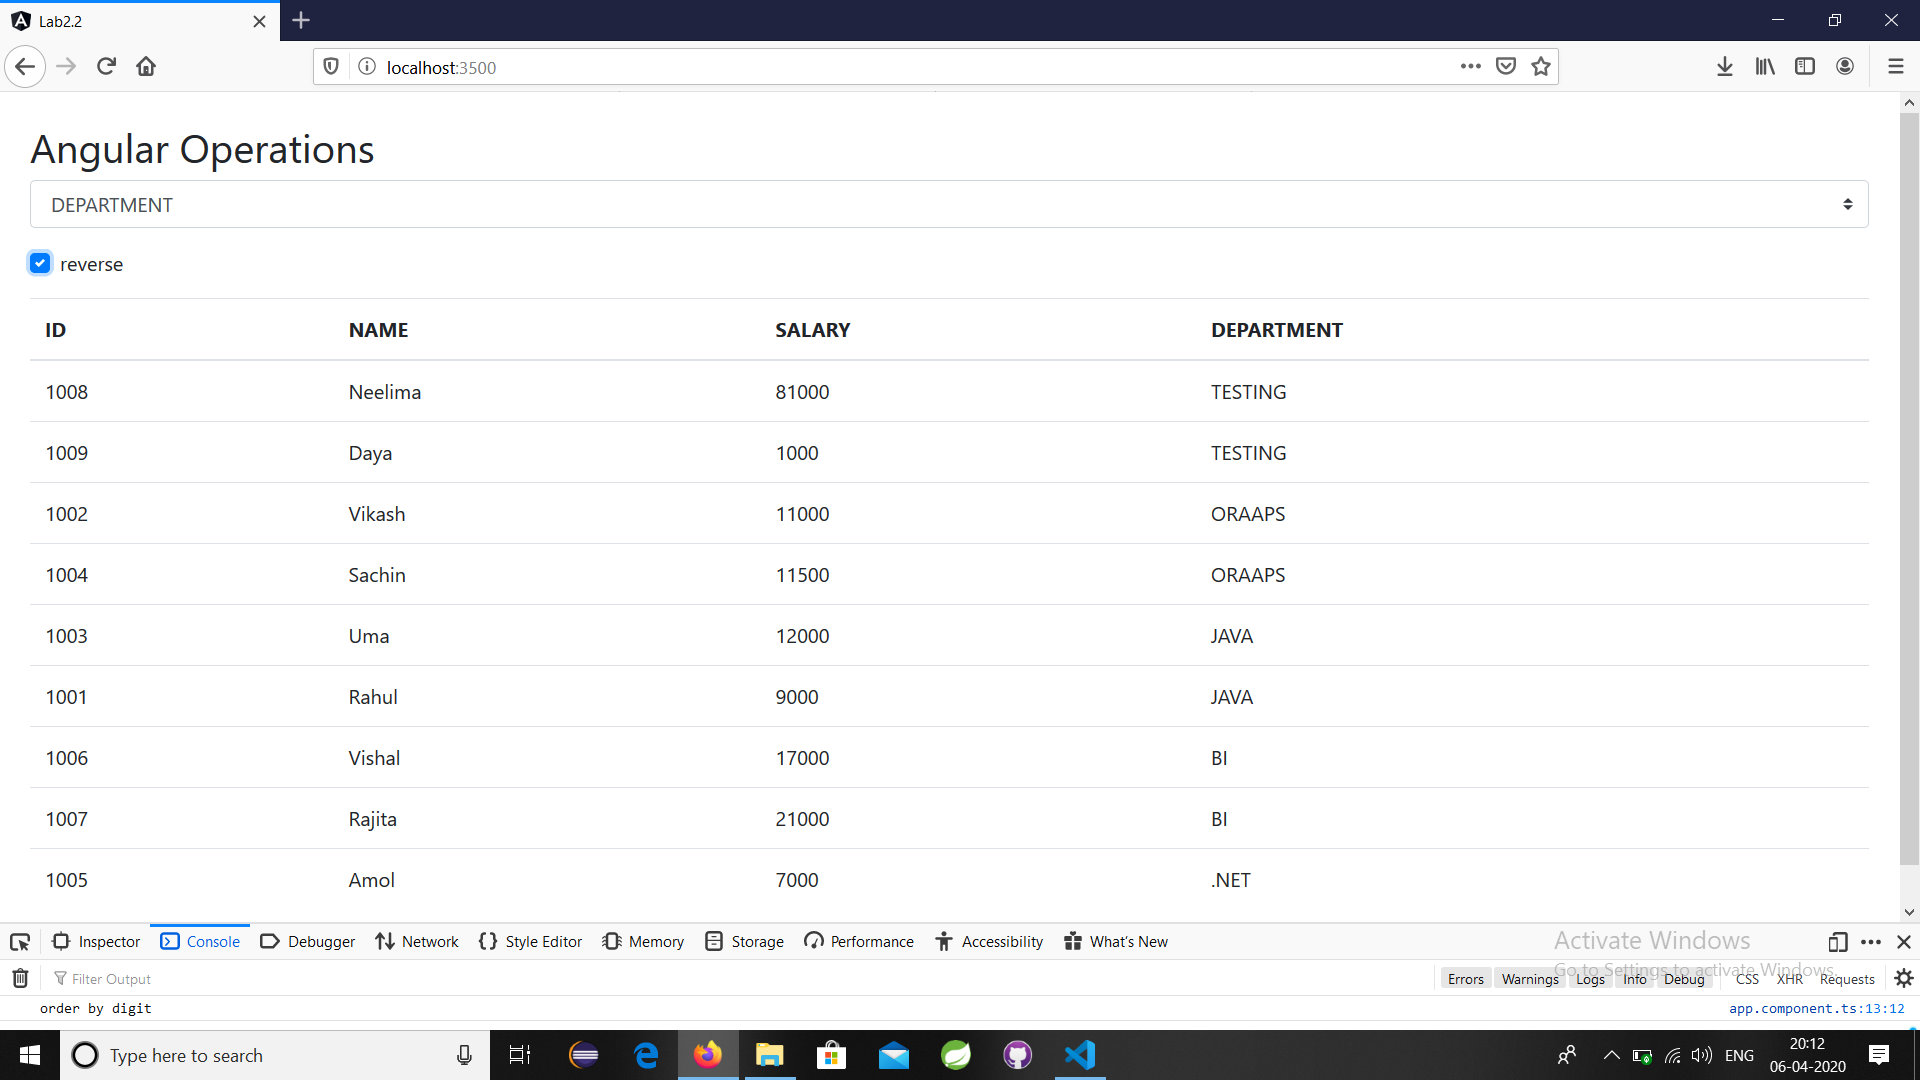 Lab2.2
localhost:3500
Angular Operations
DEPARTMENT
reverse
ID NAME SALARY DEPARTMENT
1008 Neelima 81000 TESTING
1009 Daya 1000 TESTING
1002 Vikash 11000 ORAAPS
1004 Sachin 11500 ORAAPS
1003 Uma 12000 JAVA
1001 Rahul 9000 JAVA
1006 Vishal 17000 BI
1007 Rajita 21000 BI
1005 Amol 7000 .NET
Inspector Console Debugger Network Style Editor Memory Storage Performance Accessibility What's New
Activate Windows
Go to Settings to activate Windows.
Filter Output Errors Warnings Logs Info Debug CSS XHR Requests
order by digit app.component.ts:13:12
Type here to search ENG 20:12
06-04-2020